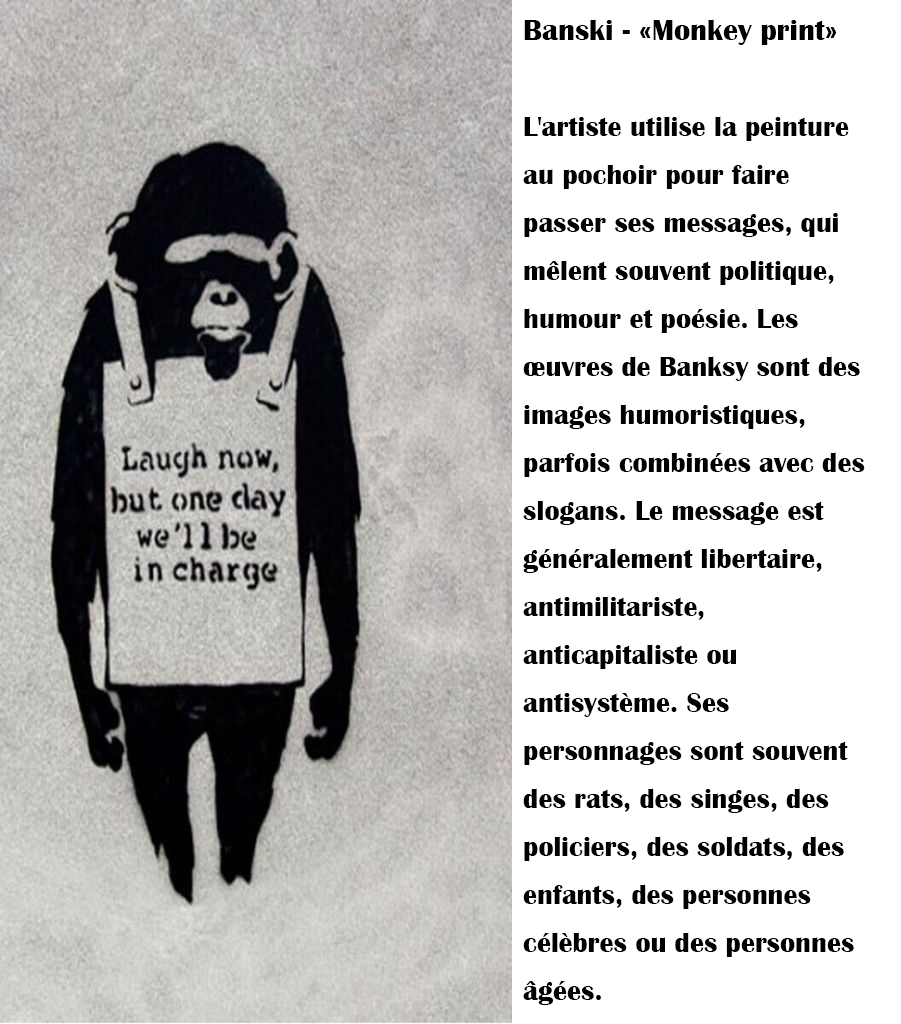 Banski - «Monkey print»
L'artiste utilise la peinture
au pochoir pour faire
passer ses messages, qui
mêlent souvent politique,
humour et poésie. Les
œuvres de Banksy sont des
images humoristiques,
parfois combinées avec des
slogans. Le message est
généralement libertaire,
antimilitariste,
anticapitaliste ou
antisystème. Ses
personnages sont souvent
des rats, des singes, des
policiers, des soldats, des
enfants, des personnes
célèbres ou des personnes
âgées.
Laugh now,
but one day
we'll be
in charge